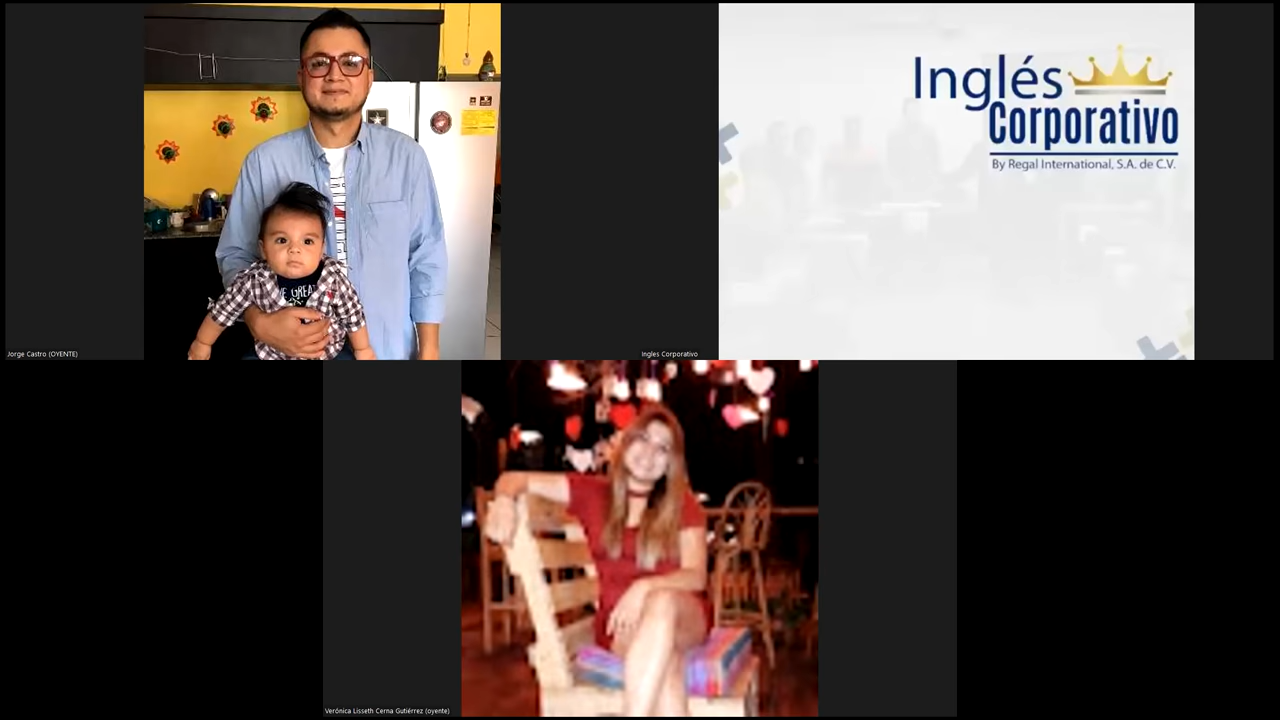 Inglés
Corporativo
By Regal International, S.A. de C.V.
Jorge Castro (OYENTE)
Ingles Corporativo
Verónica Lisseth Cerna Gutiérrez (oyente)